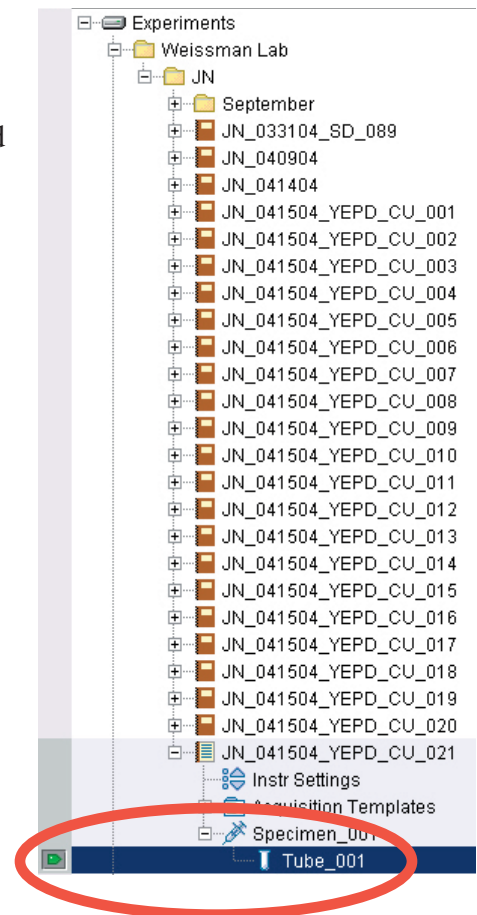 Experiments
Weissman Lab
JN
September
JN_033104_SD_089
d
JN_040904
JN_041404
JN_041504_YEPD_CU_001
JN_041504_YEPD_CU_002
JN_041504_YEPD_CU_003
JN_041504_YEPD_CU_004
JN_041504_YEPD_CU_005
JN_041504_YEPD_CU_006
JN_041504_YEPD_CU_007
JN_041504_YEPD_CU_008
JN_041504_YEPD_CU_009
JN_041504_YEPD_CU_010
JN_041504_YEPD_CU_011
JN_041504_YEPD_CU_012
JN_041504_YEPD_CU_013
JN_041504_YEPD_CU_014
JN_041504_YEPD_CU_015
JN_041504_YEPD_CU_016
JN_041504_YEPD_CU_017
JN_041504_YEPD_CU_018
JN_041504_YEPD_CU_019
JN_041504_YEPD_CU_020
JN_041504_YEPD_CU_021
Instr Settings
Acquisition Templates
Specimen_001
Tube_001